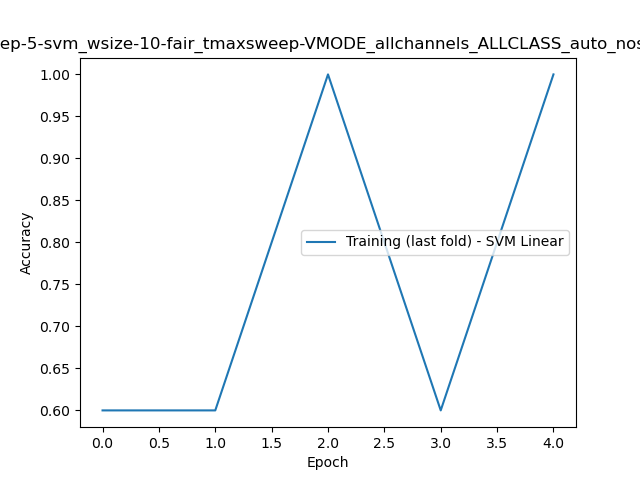 ep-5-svm_wsize-10-fair_tmaxsweep-VMODE_allchannels_ALLCLASS_auto_nos
1.00
0.95
0.90
0.85
0.80
0.75
0.70
0.65
0.60
Accuracy
Training (last fold) - SVM Linear
0.0 0.5 1.0 1.5 2.0 2.5 3.0 3.5 4.0
Epoch